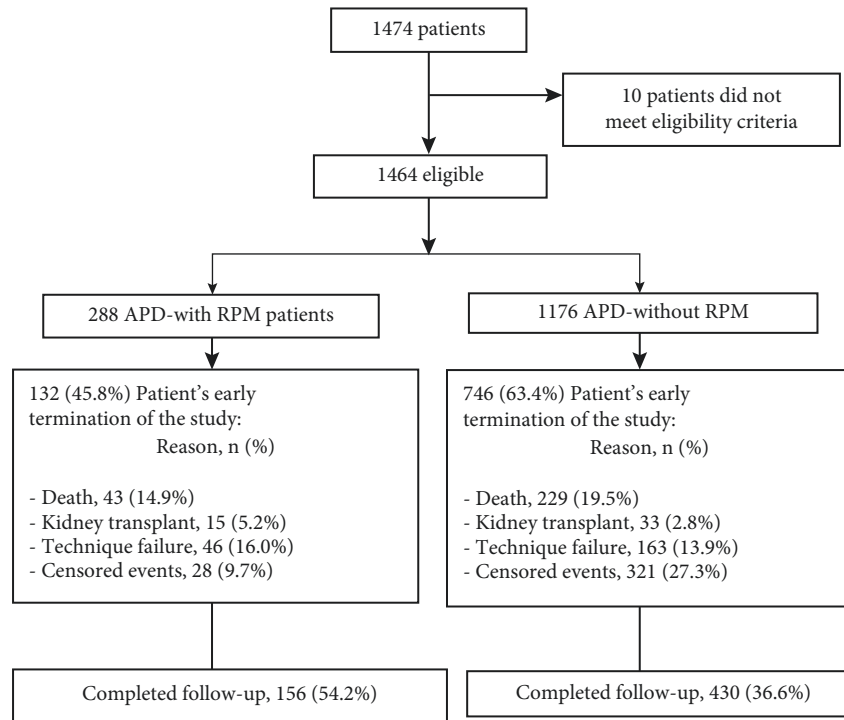 1474 patients
10 patients did not
meet eligibility criteria
1464 eligible
288 APD-with RPM patients
1176 APD-without RPM
132 (45.8%) Patient's early
termination of the study:
Reason, n (%)
- Death, 43 (14.9%)
- Kidney transplant, 15 (5.2%)
- Technique failure, 46 (16.0%)
- Censored events, 28 (9.7%)
746 (63.4%) Patient's early
termination of the study:
Reason, n (%)
- Death, 229 (19.5%)
- Kidney transplant, 33 (2.8%)
- Technique failure, 163 (13.9%)
- Censored events, 321 (27.3%)
Completed follow-up, 156 (54.2%)
Completed follow-up, 430 (36.6%)